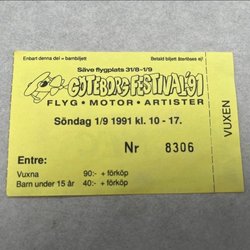 Enbart denna del = barnbiljett
Detalj biljett återlöses ej
Säve flygplats 31/8-1/9
GÖTEBORG FESTIVAL '91
FLYG • MOTOR • ARTISTER
Söndag 1/9 1991 kl. 10 - 17.
Nr 8306
Entre:
Vuxna 90:- + förköp
Barn under 15 år 40:- + förköp
VUXEN